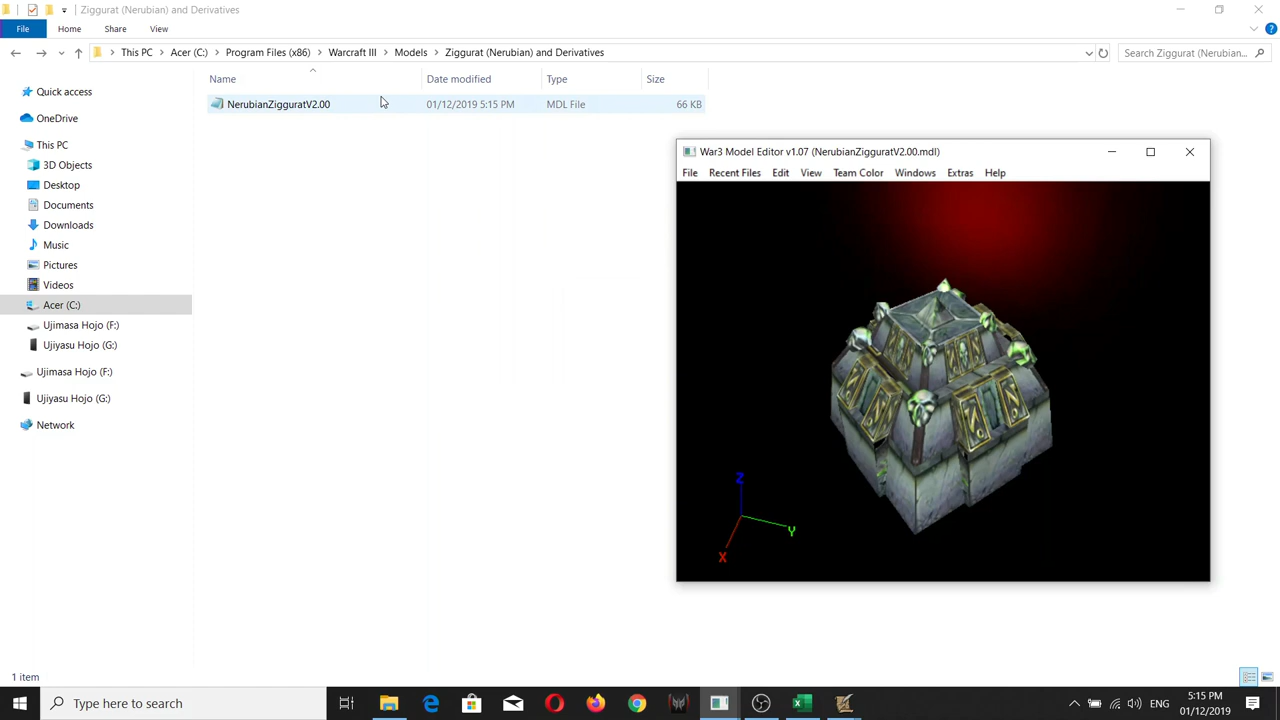 Ziggurat (Nerubian) and Derivatives
File Home Share View
This PC Acer (C:) Program Files (x86) Warcraft III Models Ziggurat (Nerubian) and Derivatives Search Ziggurat (Nerubian...
Name Date modified Type Size
NerubianZigguratV2.00 01/12/2019 5:15 PM MDL File 66 KB
Quick access
OneDrive
This PC
3D Objects
Desktop
Documents
Downloads
Music
Pictures
Videos
Acer (C:)
Ujimasa Hojo (F:)
Ujiyasu Hojo (G:)
Ujimasa Hojo (F:)
Ujiyasu Hojo (G:)
Network
War3 Model Editor v1.07 (NerubianZigguratV2.00.mdl)
File Recent Files Edit View Team Color Windows Extras Help
Z
Y
X
1 item
Type here to search
ENG
5:15 PM
01/12/2019